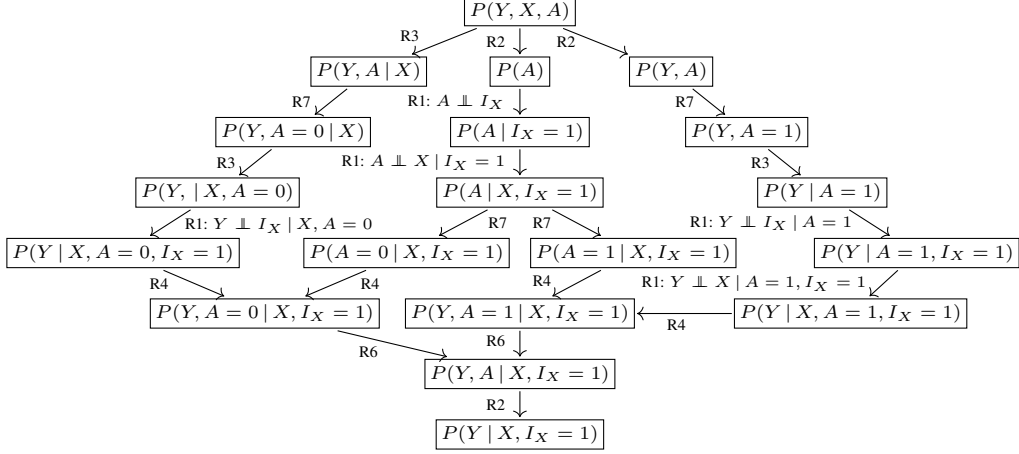 P(Y, X, A)
R3 R2 R2
P(Y, A | X) P(A) P(Y, A)
R7 R1: A ⫫ I_X R7
P(Y, A = 0 | X) P(A | I_X = 1) P(Y, A = 1)
R3 R1: A ⫫ X | I_X = 1 R3
P(Y, | X, A = 0) P(A | X, I_X = 1) P(Y | A = 1)
R1: Y ⫫ I_X | X, A = 0 R7 R7 R1: Y ⫫ I_X | A = 1
P(Y | X, A = 0, I_X = 1) P(A = 0 | X, I_X = 1) P(A = 1 | X, I_X = 1) P(Y | A = 1, I_X = 1)
R4 R4 R4 R1: Y ⫫ X | A = 1, I_X = 1
P(Y, A = 0 | X, I_X = 1) P(Y, A = 1 | X, I_X = 1) R4 P(Y | X, A = 1, I_X = 1)
R6 R6
P(Y, A | X, I_X = 1)
R2
P(Y | X, I_X = 1)